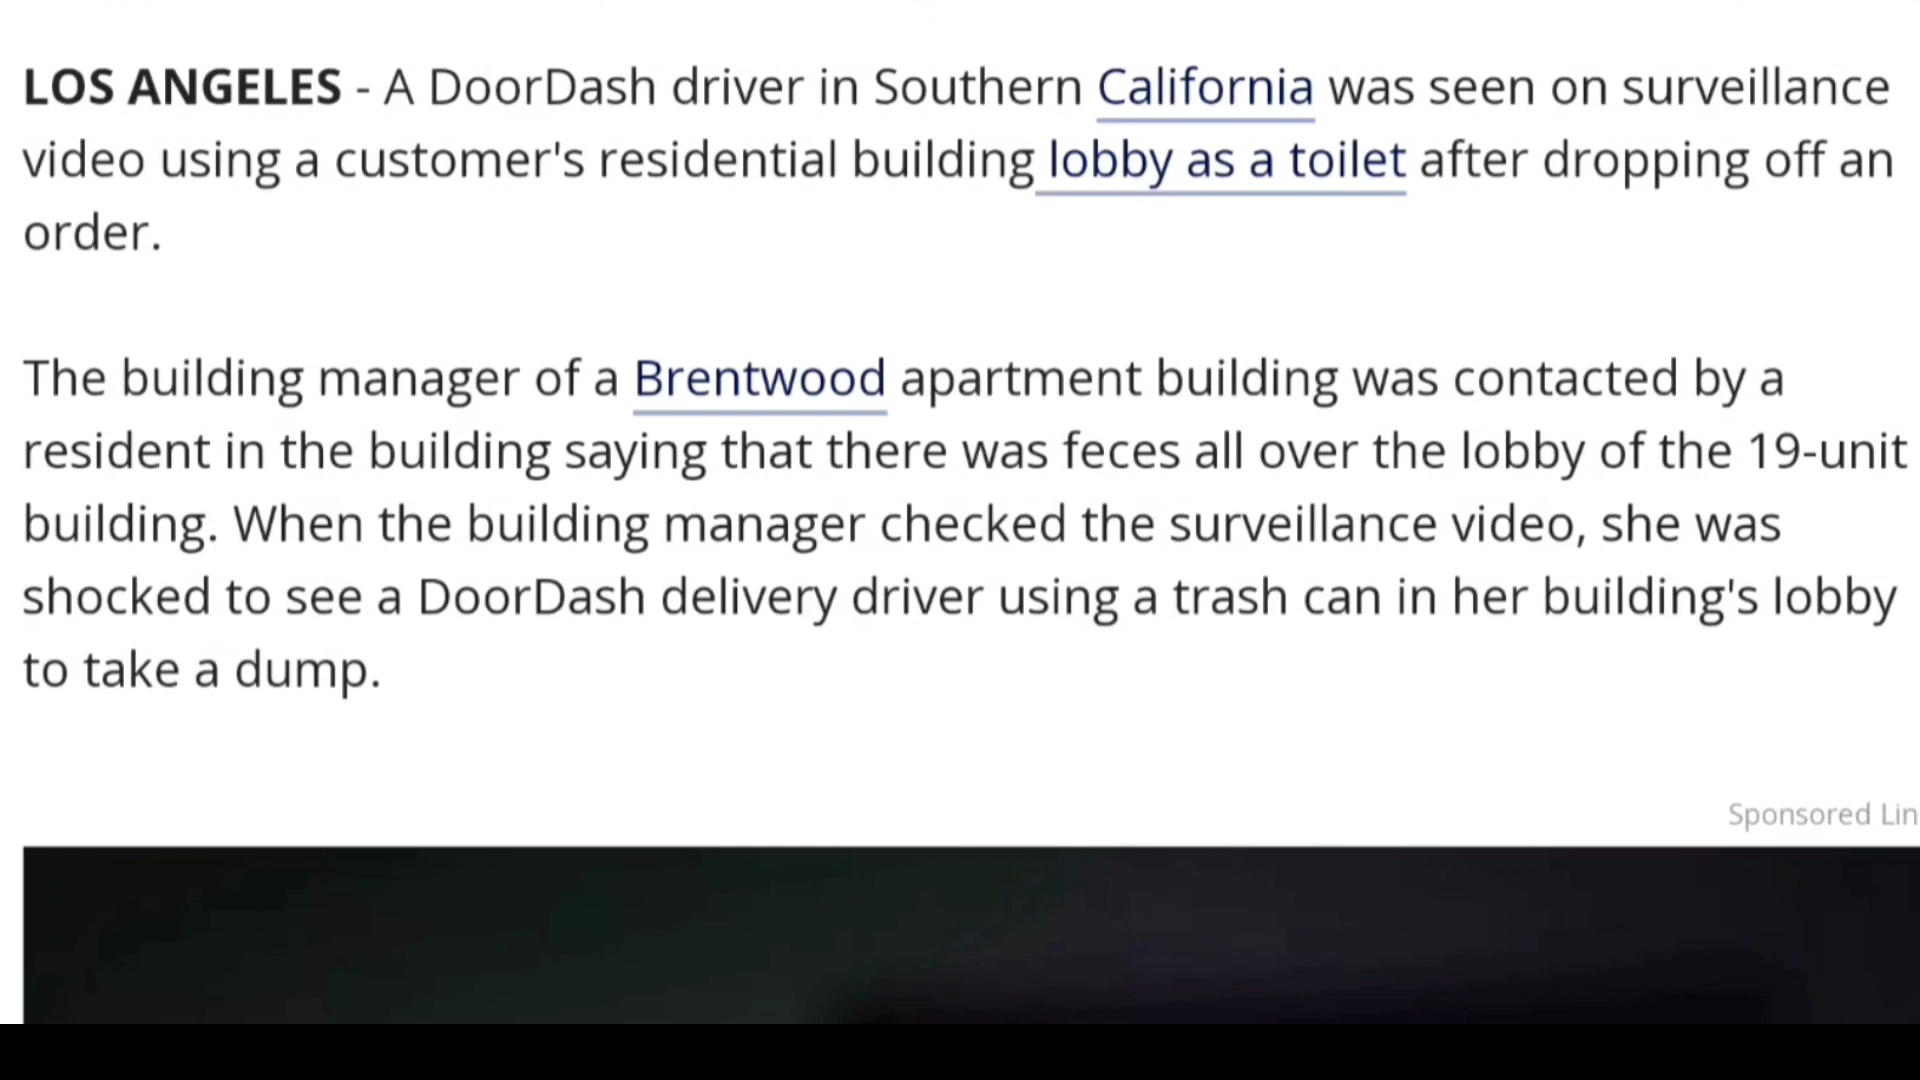 LOS ANGELES - A DoorDash driver in Southern California was seen on surveillance
video using a customer's residential building lobby as a toilet after dropping off an
order.
The building manager of a Brentwood apartment building was contacted by a
resident in the building saying that there was feces all over the lobby of the 19-unit
building. When the building manager checked the surveillance video, she was
shocked to see a DoorDash delivery driver using a trash can in her building's lobby
to take a dump.
Sponsored Lin